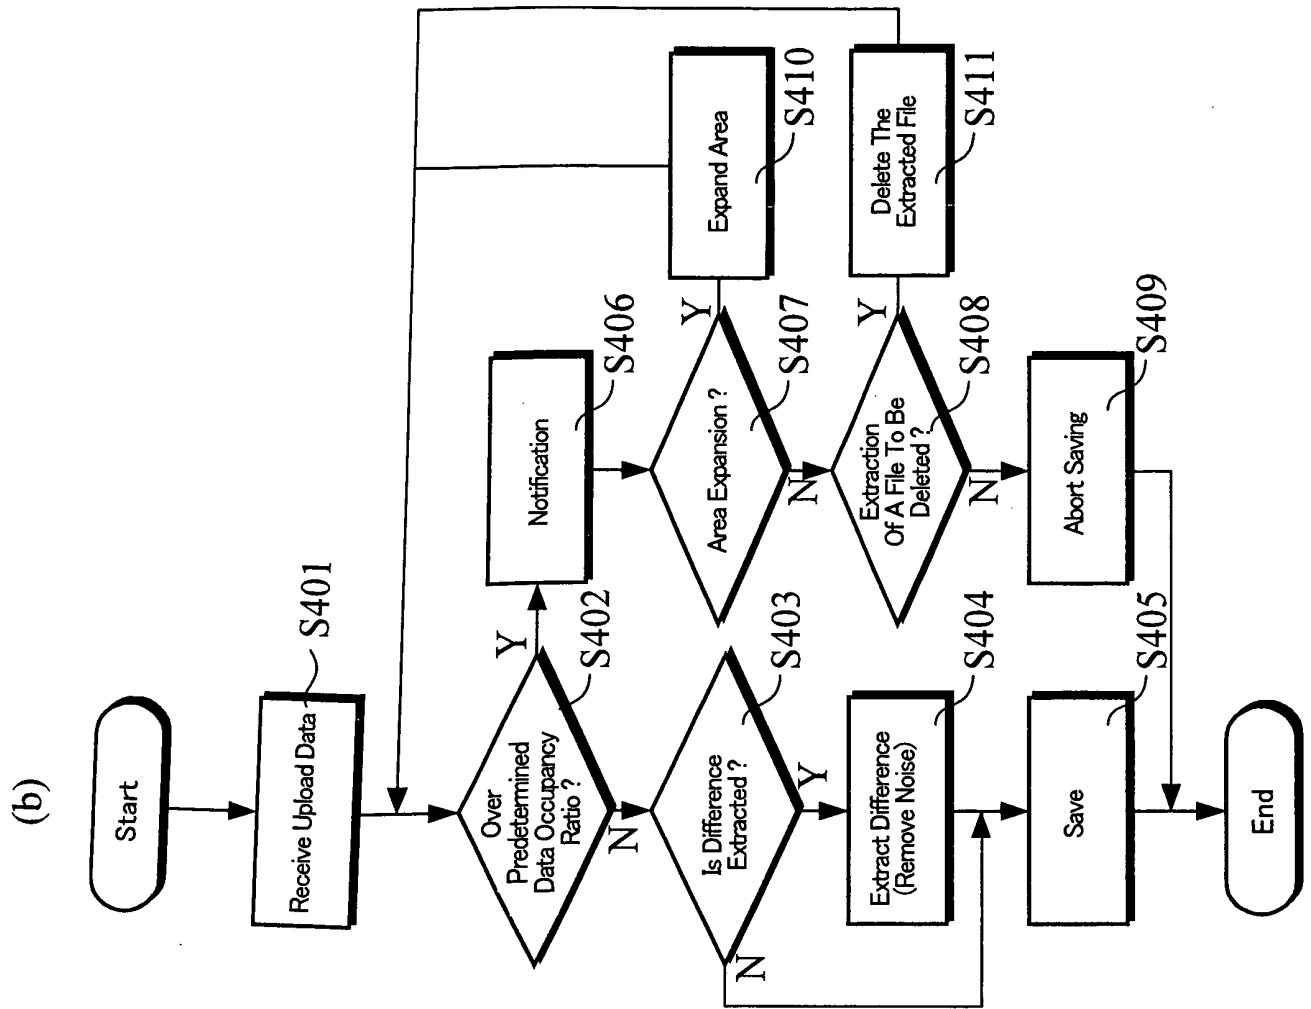 (b)
Start
Receive Upload Data
S401
Over
Predetermined
Data Occupancy
Ratio ?
S402
Y
N
Notification
S406
Is Difference
Extracted ?
S403
Y
N
Area Expansion ?
S407
Y
N
Expand Area
S410
Extract Difference
(Remove Noise)
S404
Extraction
Of A File To Be
Deleted ?
S408
Y
N
Delete The
Extracted File
S411
Save
S405
Abort Saving
S409
End